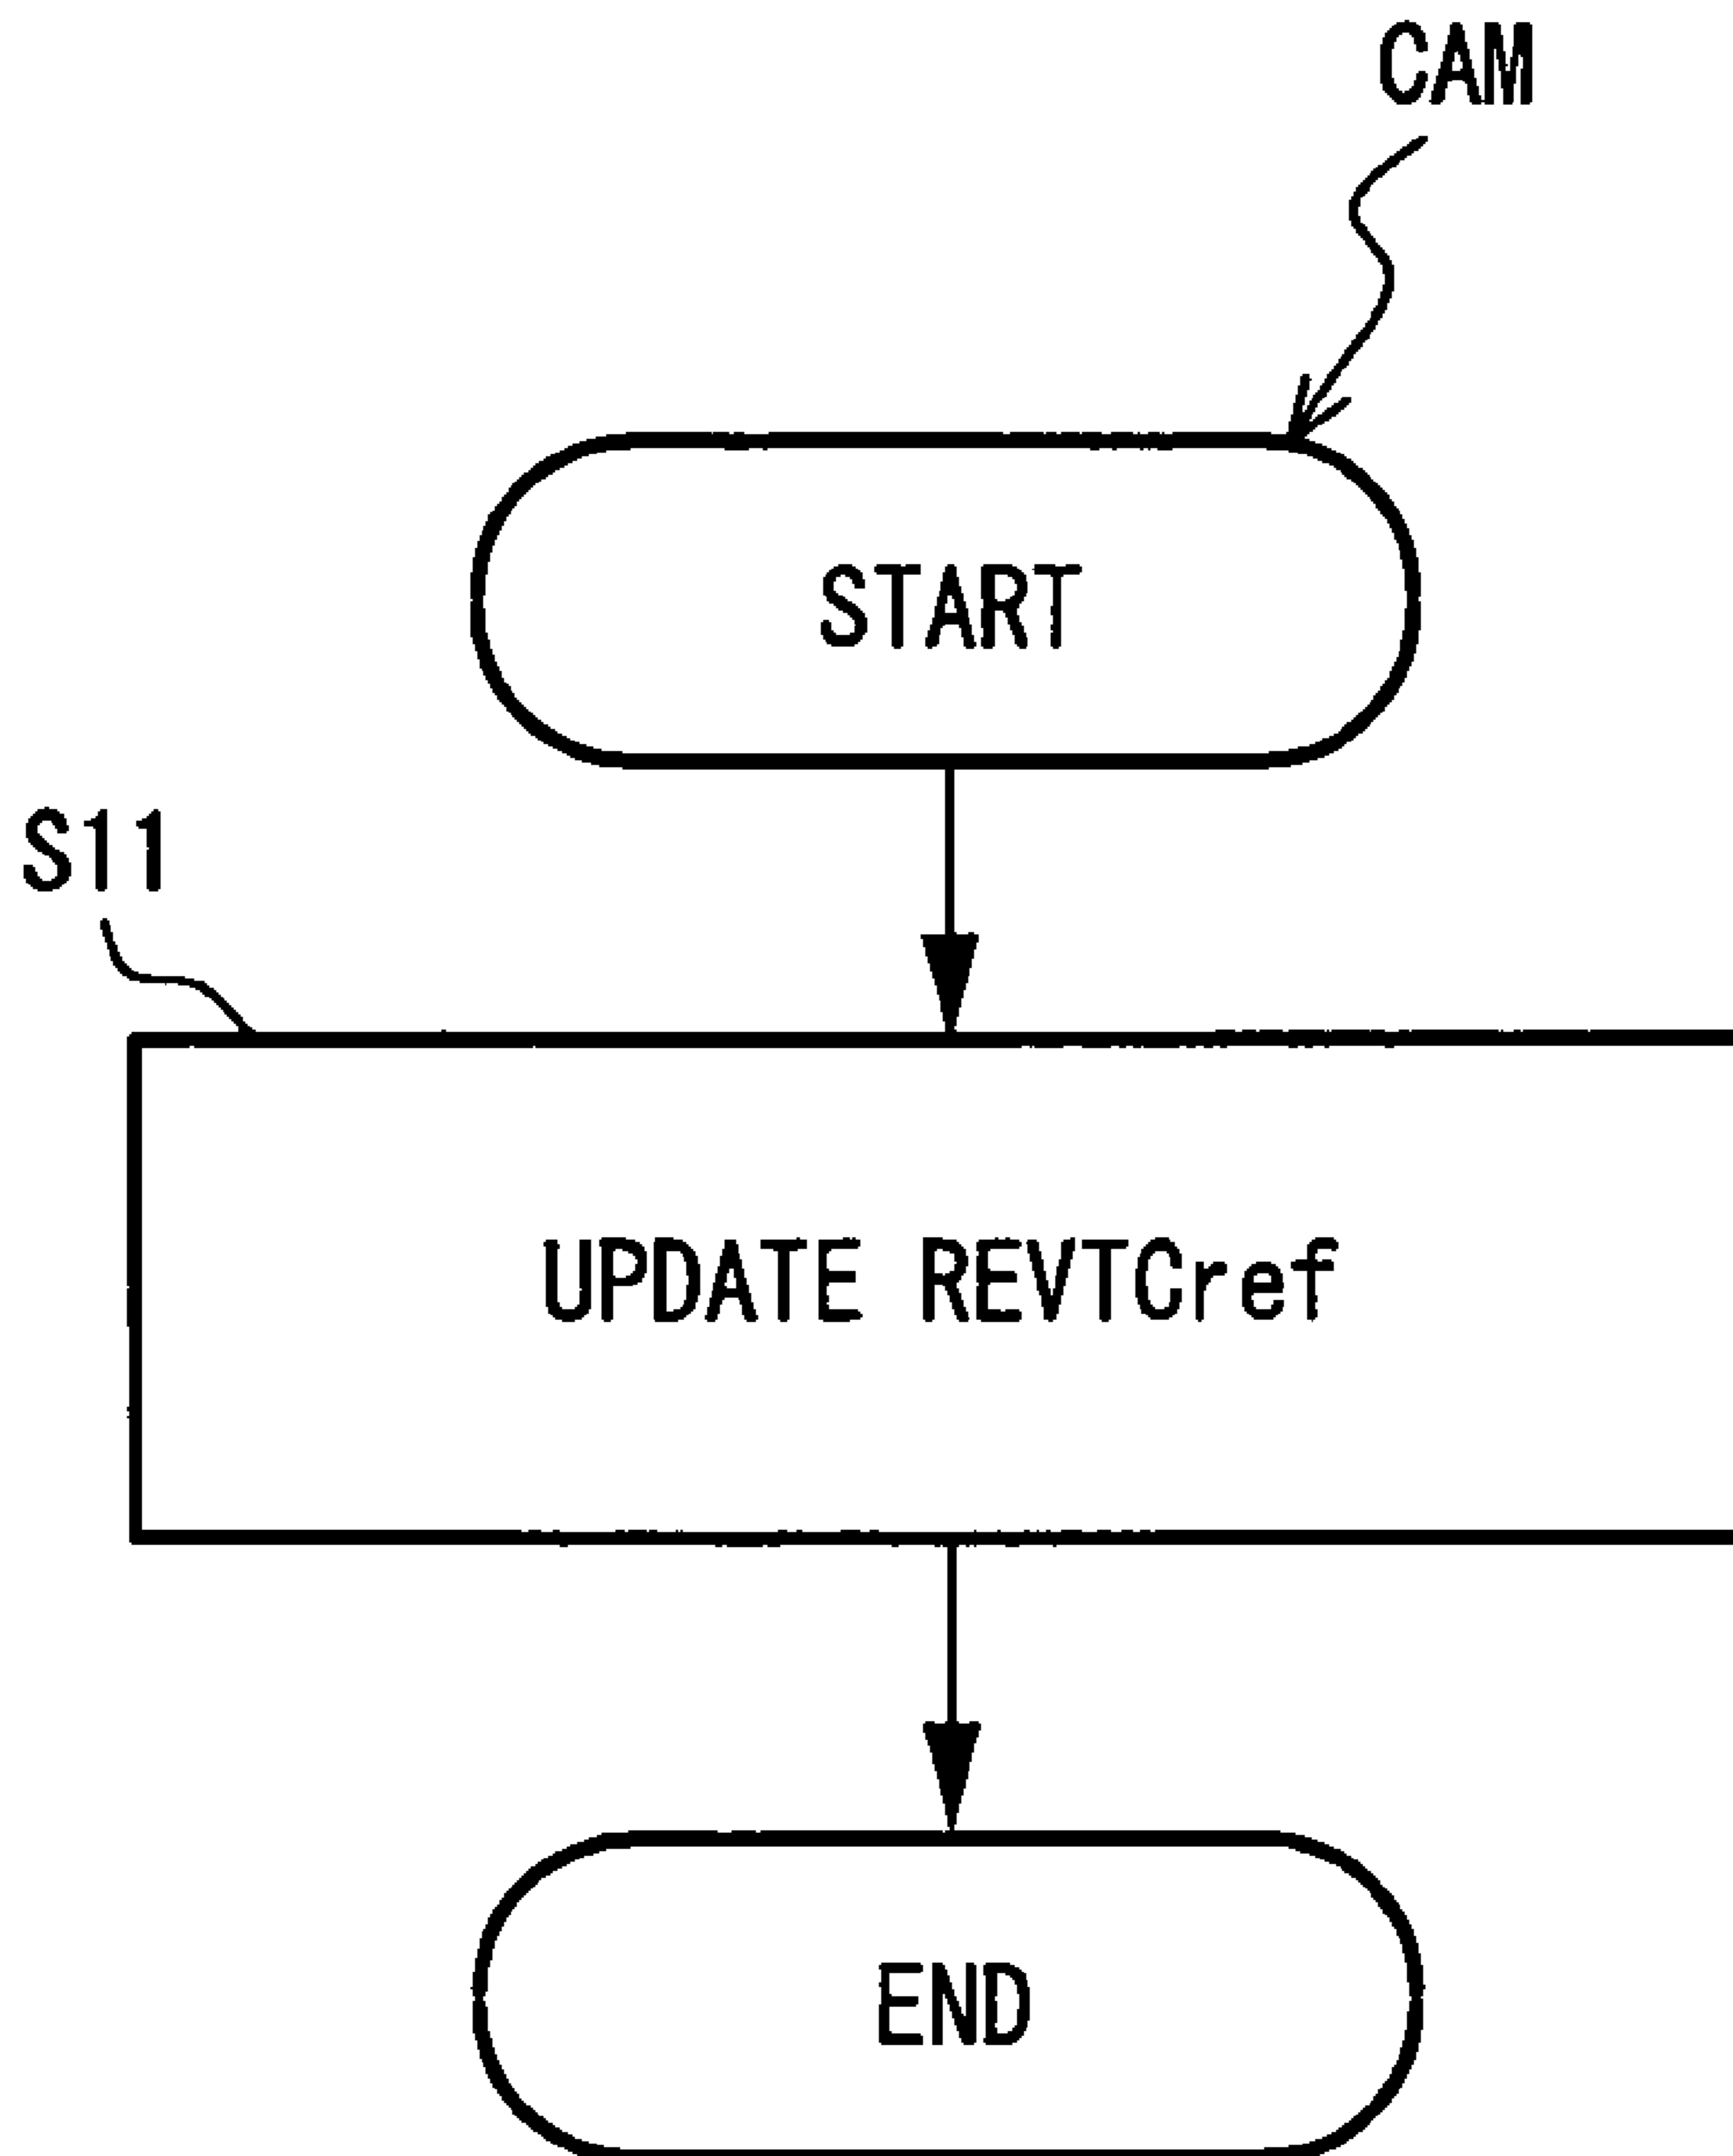 CAM
START
S11
UPDATE REVTCref
END